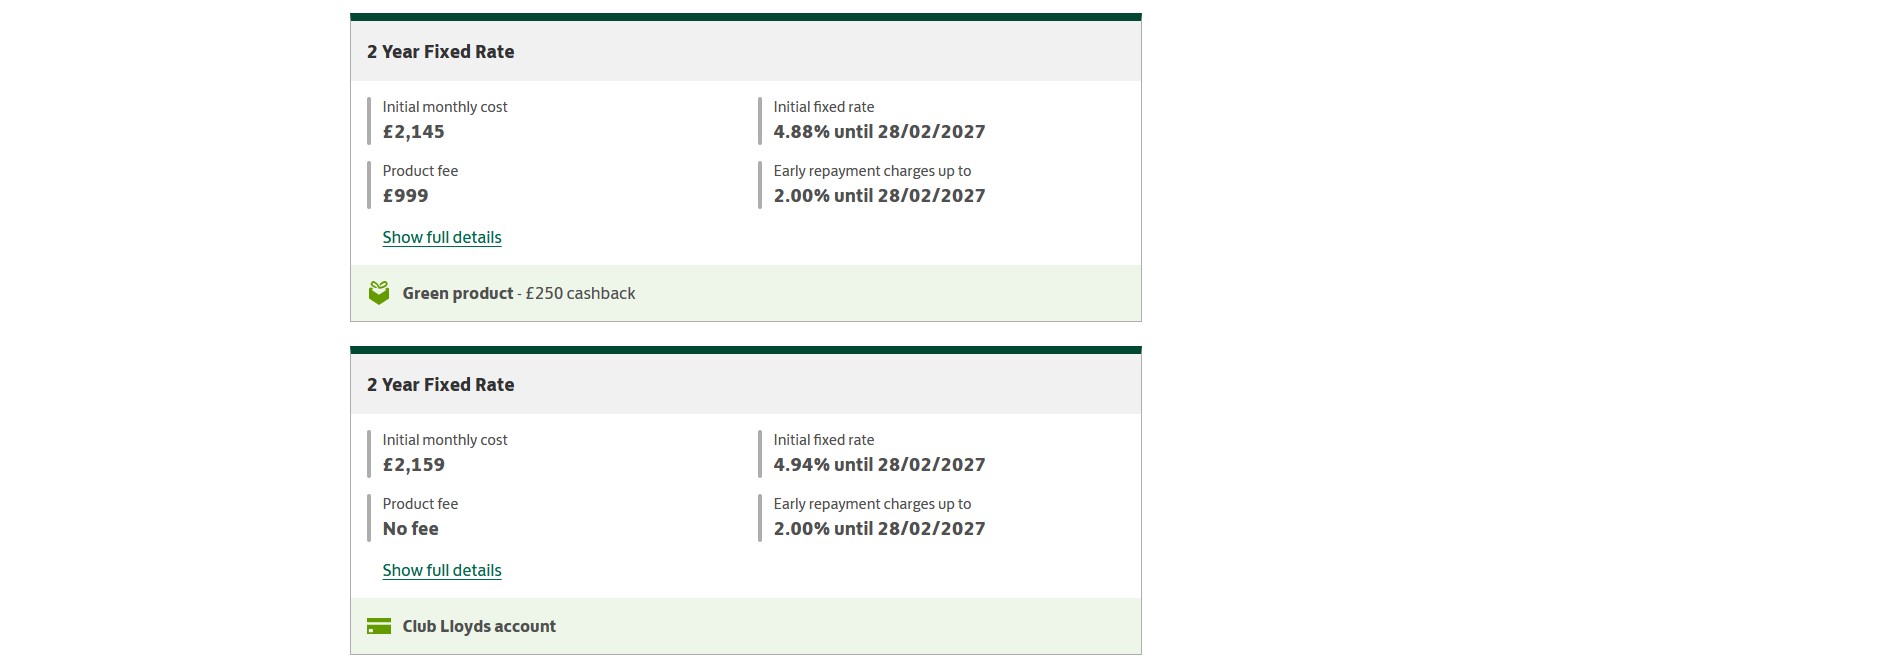 2 Year Fixed Rate
Initial monthly cost
£2,145
Initial fixed rate
4.88% until 28/02/2027
Product fee
£999
Early repayment charges up to
2.00% until 28/02/2027
Show full details
Green product - £250 cashback
2 Year Fixed Rate
Initial monthly cost
£2,159
Initial fixed rate
4.94% until 28/02/2027
Product fee
No fee
Early repayment charges up to
2.00% until 28/02/2027
Show full details
Club Lloyds account